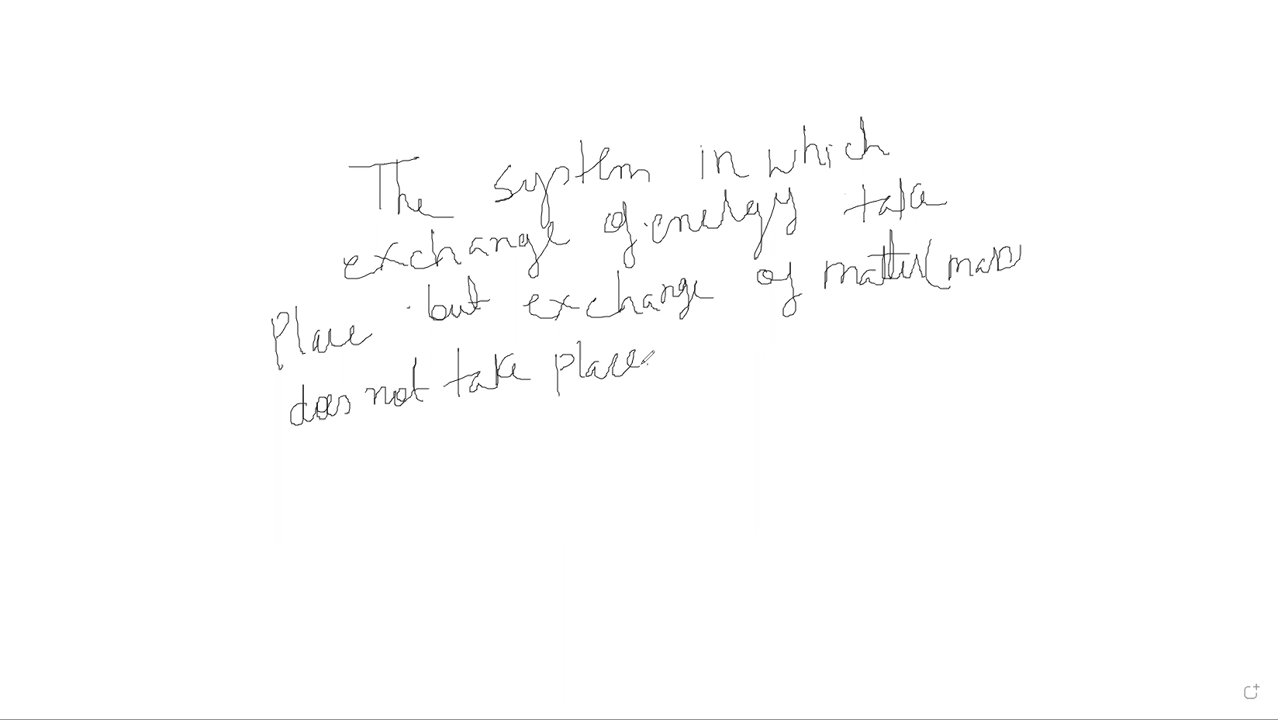 The system in which
exchange of energy take
Place but exchange of matter(mass)
does not take place.